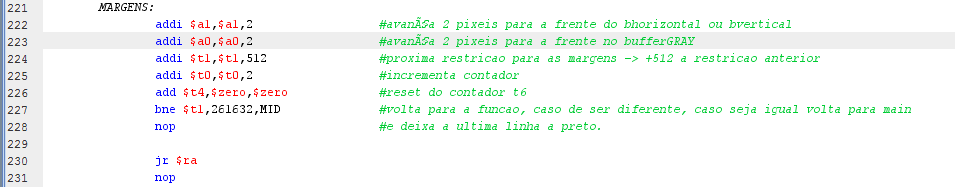 221 MARGENS:
222 addi $a1,$a1,2 #avanÃ§a 2 pixeis para a frente do bhorizontal ou bvertical
223 addi $a0,$a0,2 #avanÃ§a 2 pixeis para a frente no bufferGRAY
224 addi $t1,$t1,512 #proxima restricao para as margens -> +512 a restricao anterior
225 addi $t0,$t0,2 #incrementa contador
226 add $t4,$zero,$zero #reset do contador t6
227 bne $t1,261632,MID #volta para a funcao, caso de ser diferente, caso seja igual volta para main
228 nop #e deixa a ultima linha a preto.
229
230 jr $ra
231 nop